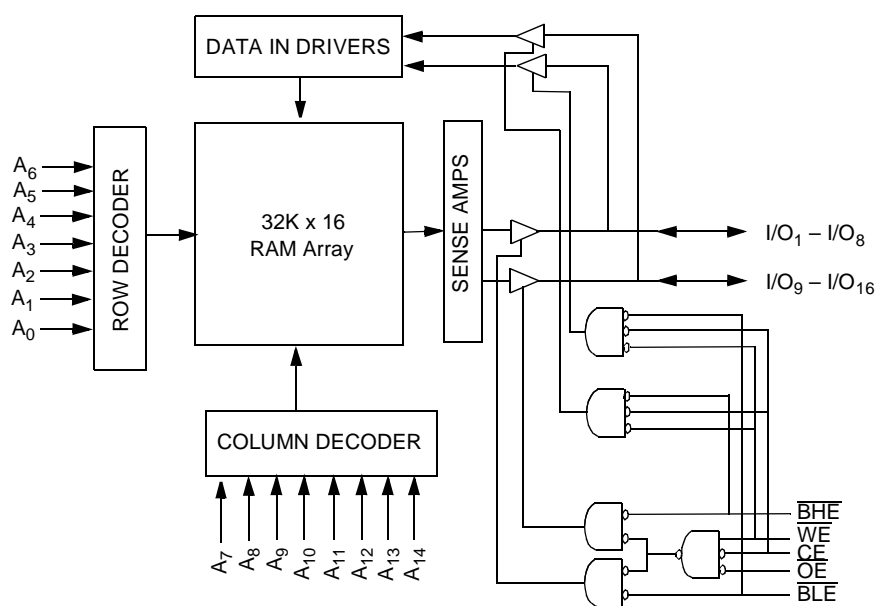 DATA IN DRIVERS
A6
A5
A4
A3
A2
A1
A0
ROW DECODER
32K x 16
RAM Array
SENSE AMPS
I/O1 – I/O8
I/O9 – I/O16
COLUMN DECODER
A7
A8
A9
A10
A11
A12
A13
A14
BHE
WE
CE
OE
BLE